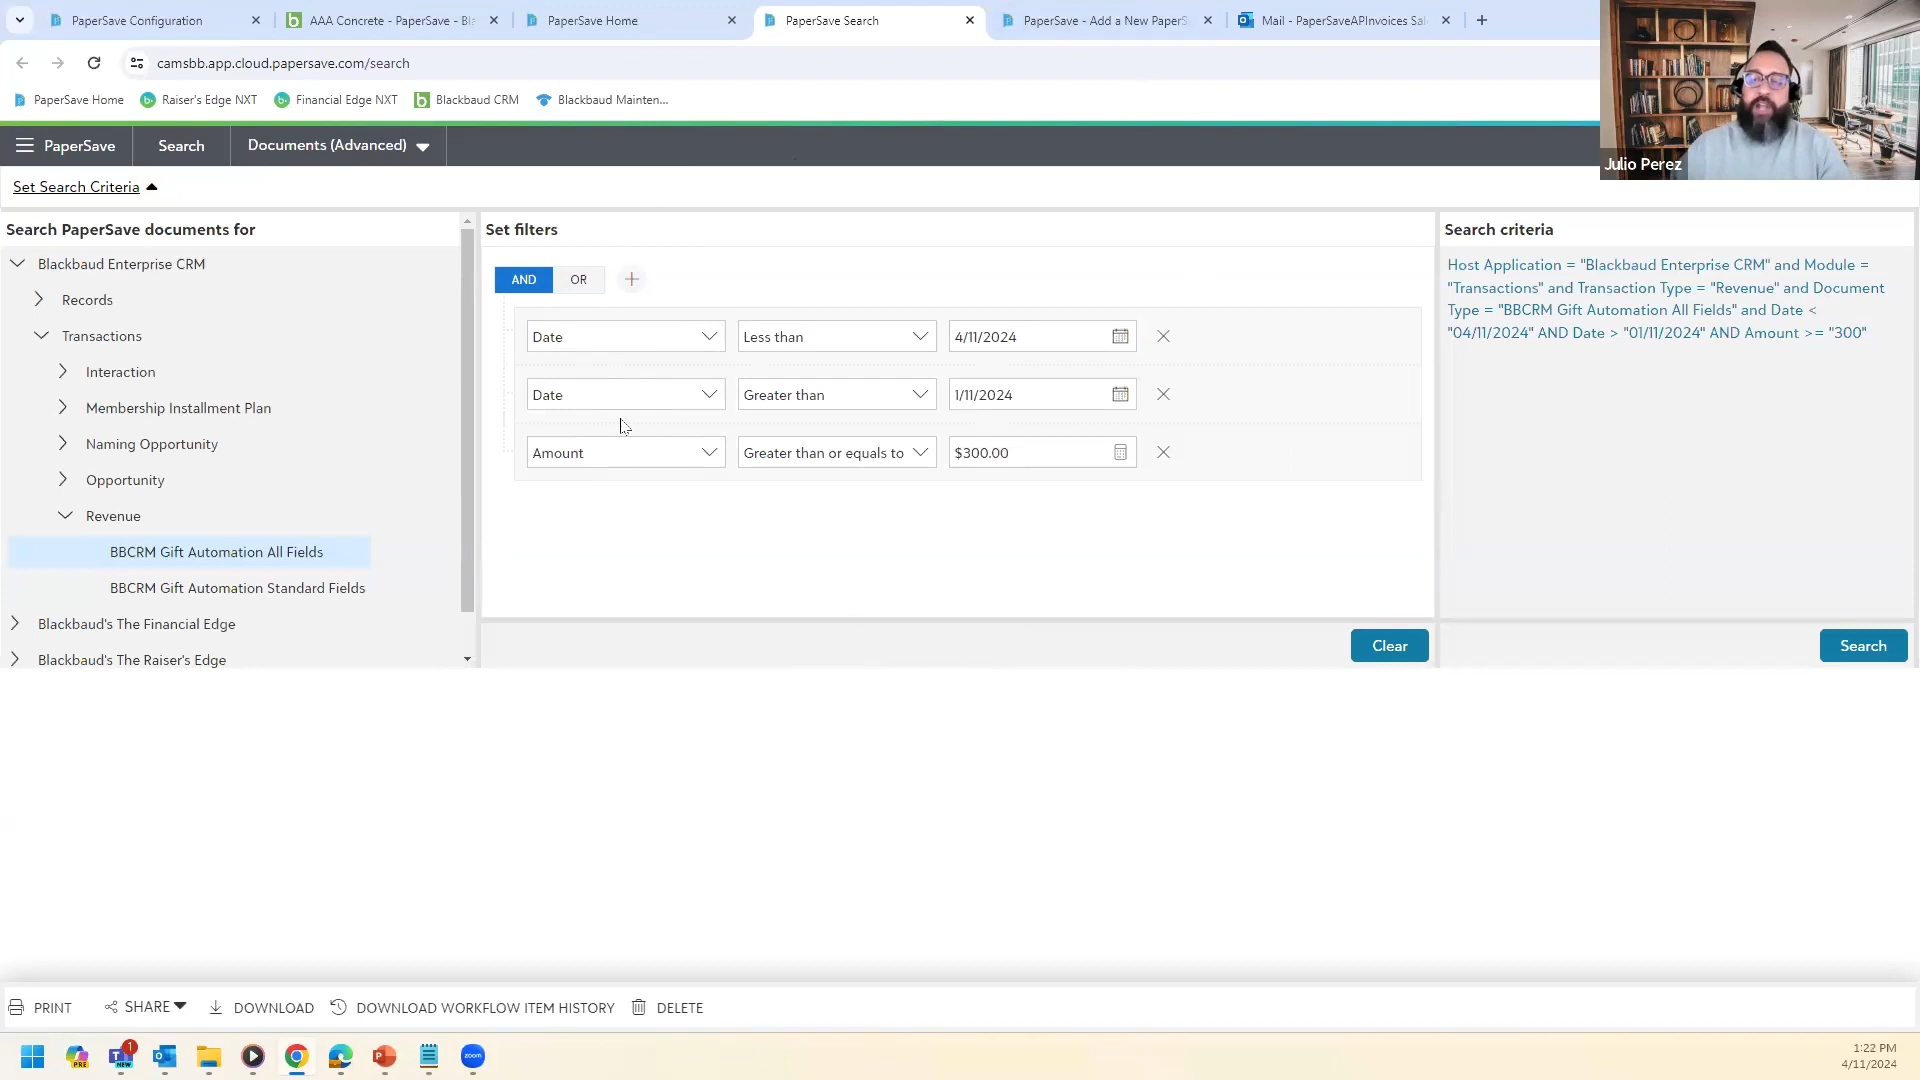 PaperSave Configuration
AAA Concrete - PaperSave - Bla
PaperSave Home
PaperSave Search
PaperSave - Add a New PaperS
Mail - PaperSaveAPInvoices Sal
camsbb.app.cloud.papersave.com/search
PaperSave Home
Raiser's Edge NXT
Financial Edge NXT
Blackbaud CRM
Blackbaud Mainten...
PaperSave
Search
Documents (Advanced)
Julio Perez
Set Search Criteria
Search PaperSave documents for
Blackbaud Enterprise CRM
Records
Transactions
Interaction
Membership Installment Plan
Naming Opportunity
Opportunity
Revenue
BBCRM Gift Automation All Fields
BBCRM Gift Automation Standard Fields
Blackbaud's The Financial Edge
Blackbaud's The Raiser's Edge
Set filters
AND
OR
Date
Less than
4/11/2024
Date
Greater than
1/11/2024
Amount
Greater than or equals to
$300.00
Clear
Search criteria
Host Application = "Blackbaud Enterprise CRM" and Module =
"Transactions" and Transaction Type = "Revenue" and Document
Type = "BBCRM Gift Automation All Fields" and Date <
"04/11/2024" AND Date > "01/11/2024" AND Amount >= "300"
Search
PRINT
SHARE
DOWNLOAD
DOWNLOAD WORKFLOW ITEM HISTORY
DELETE
PRE
1
NEW
zoom
1:22 PM
4/11/2024